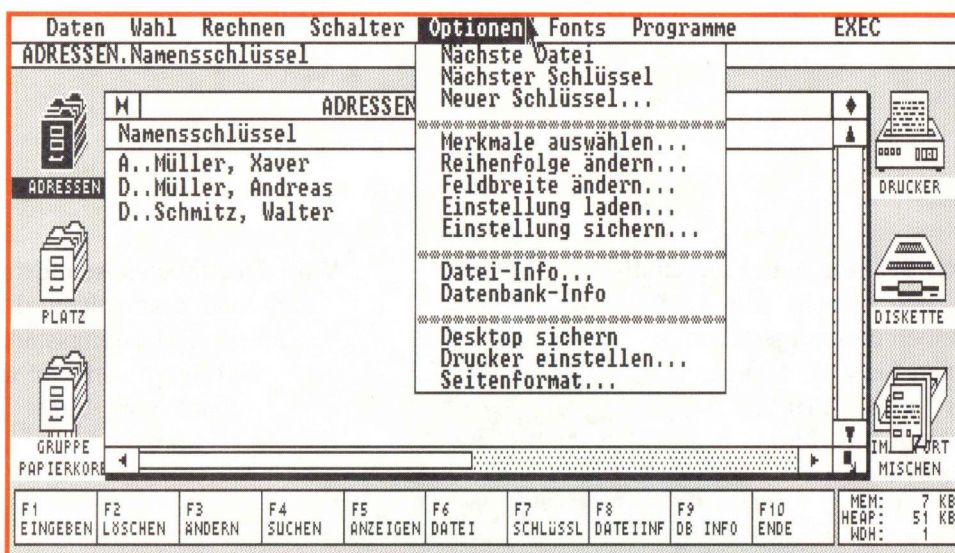 Daten Wahl Rechnen Schalter Optionen Fonts Programme EXEC
ADRESSEN.Namensschlüssel
ADRESSEN
Namensschlüssel
A..Müller, Xaver
D..Müller, Andreas
D..Schmitz, Walter
Nächste Datei
Nächster Schlüssel
Neuer Schlüssel...
Merkmale auswählen...
Reihenfolge ändern...
Feldbreite ändern...
Einstellung laden...
Einstellung sichern...
Datei-Info...
Datenbank-Info
Desktop sichern
Drucker einstellen...
Seitenformat...
ADRESSEN
PLATZ
GRUPPE
PAPIERKORB
DRUCKER
DISKETTE
MISCHEN
F1 F2 F3 F4 F5 F6 F7 F8 F9 F10
EINGEBEN LÖSCHEN ÄNDERN SUCHEN ANZEIGEN DATEI SCHLÜSSL DATEIINF DB INFO ENDE
MEM: 7 KB
HEAP: 51 KB
WDH: 1